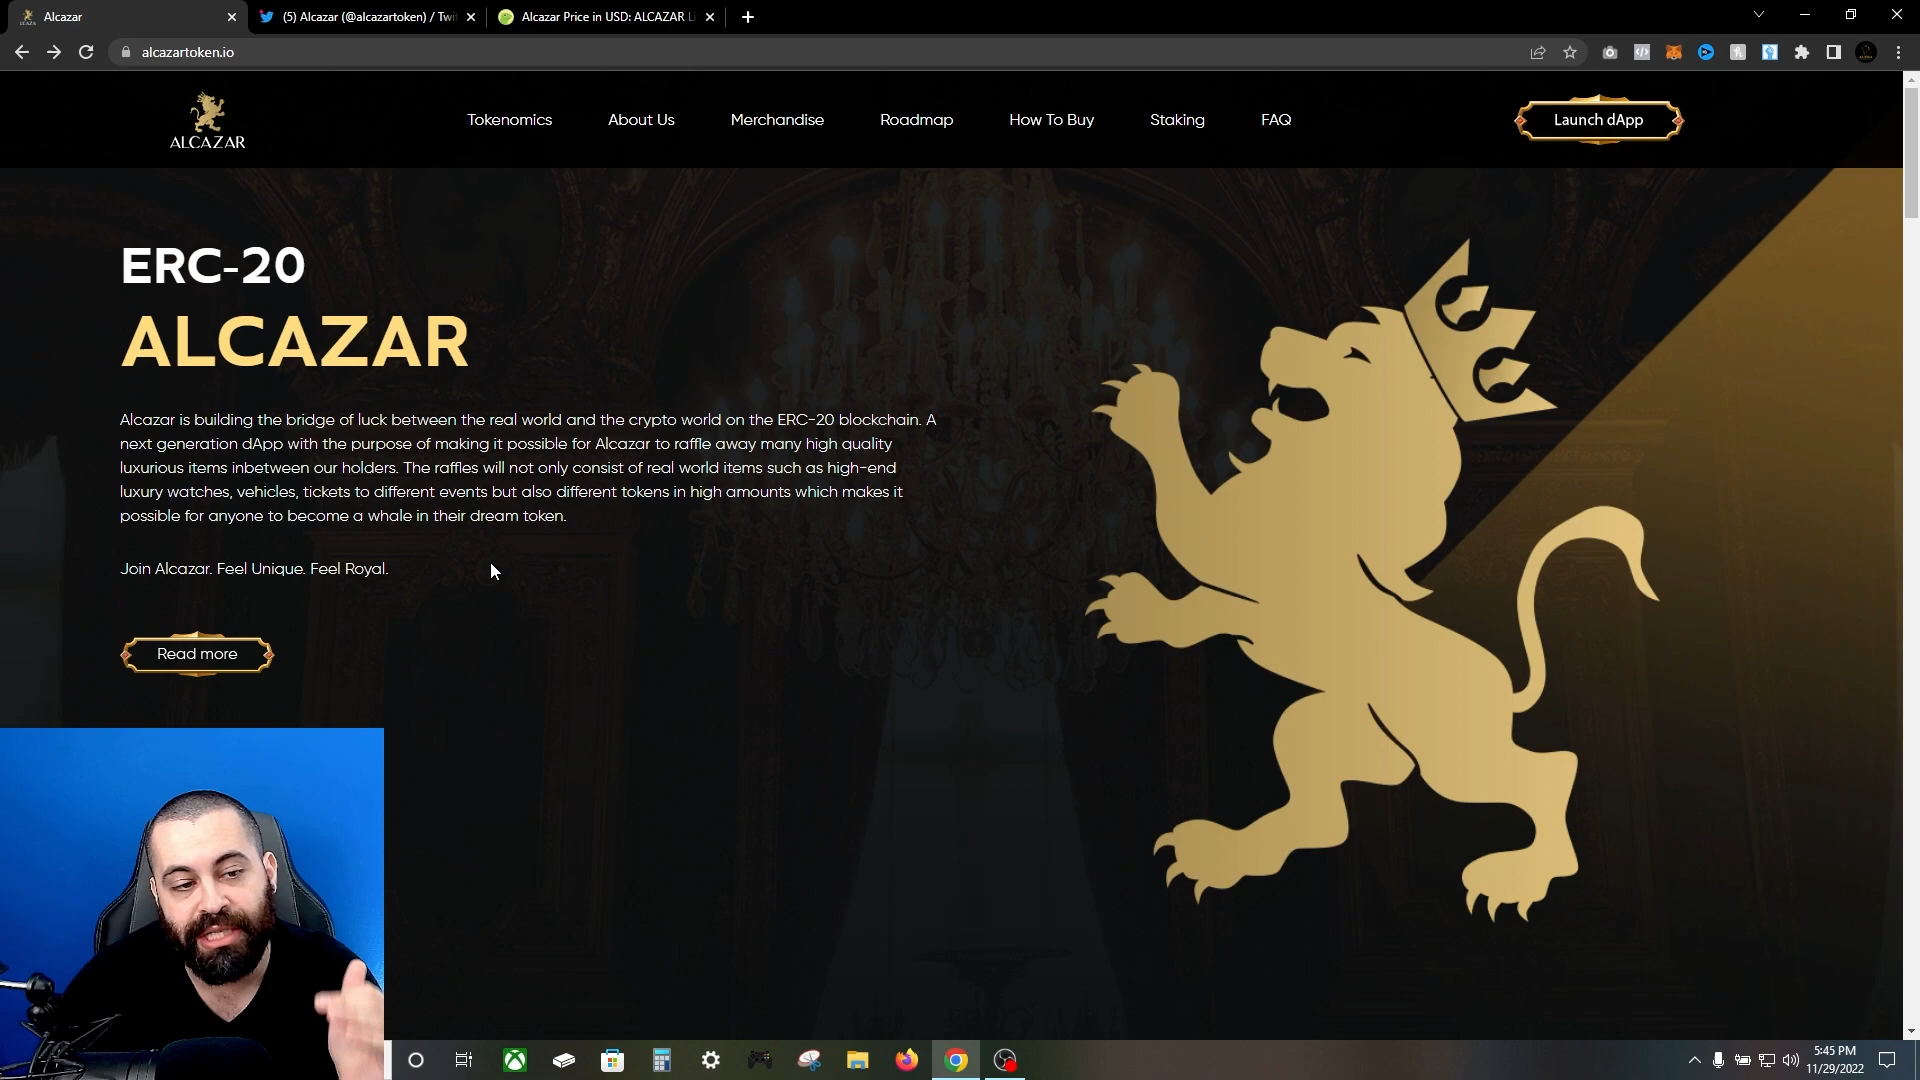 Alcazar
(5) Alcazar (@alcazartoken) / Twi
Alcazar Price in USD: ALCAZAR Li
alcazartoken.io
ALCAZAR
Tokenomics
About Us
Merchandise
Roadmap
How To Buy
Staking
FAQ
Launch dApp
ERC-20
ALCAZAR
Alcazar is building the bridge of luck between the real world and the crypto world on the ERC-20 blockchain. A
next generation dApp with the purpose of making it possible for Alcazar to raffle away many high quality
luxurious items inbetween our holders. The raffles will not only consist of real world items such as high-end
luxury watches, vehicles, tickets to different events but also different tokens in high amounts which makes it
possible for anyone to become a whale in their dream token.
Join Alcazar. Feel Unique. Feel Royal.
Read more
5:45 PM
11/29/2022